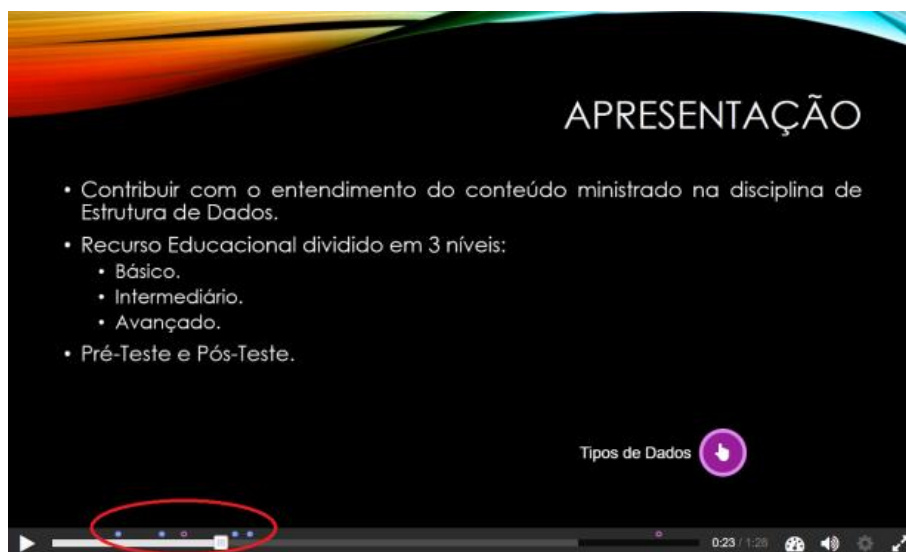 APRESENTAÇÃO
• Contribuir com o entendimento do conteúdo ministrado na disciplina de
Estrutura de Dados.
• Recurso Educacional dividido em 3 níveis:
• Básico.
• Intermediário.
• Avançado.
• Pré-Teste e Pós-Teste.
Tipos de Dados
0:23 / 1:28